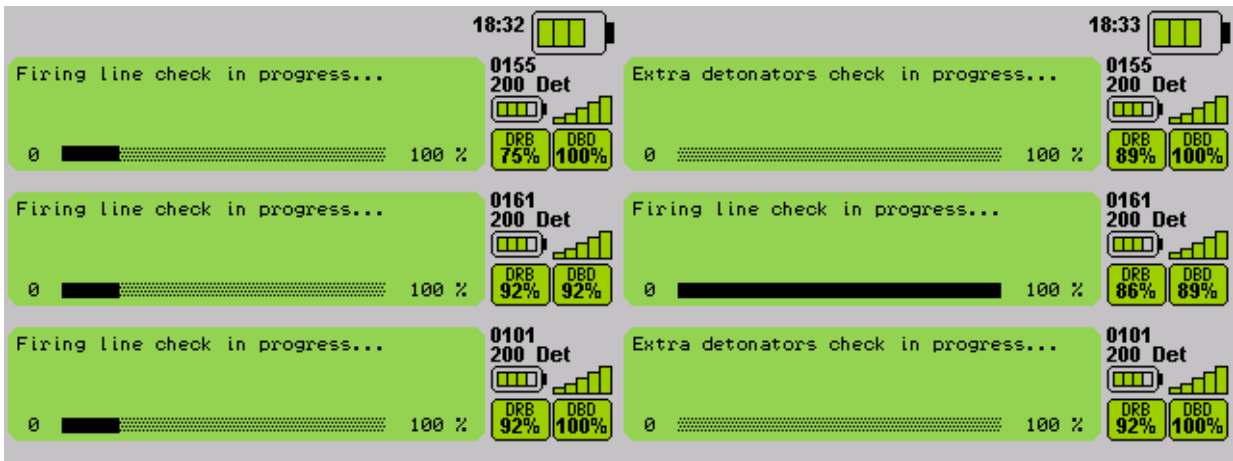 18:32
Firing line check in progress...
0155
200 Det
0 100 %
DRB 75% DBD 100%
Firing line check in progress...
0161
200 Det
0 100 %
DRB 92% DBD 92%
Firing line check in progress...
0101
200 Det
0 100 %
DRB 92% DBD 100%
18:33
Extra detonators check in progress...
0155
200 Det
0 100 %
DRB 89% DBD 100%
Firing line check in progress...
0161
200 Det
0 100 %
DRB 86% DBD 89%
Extra detonators check in progress...
0101
200 Det
0 100 %
DRB 92% DBD 100%